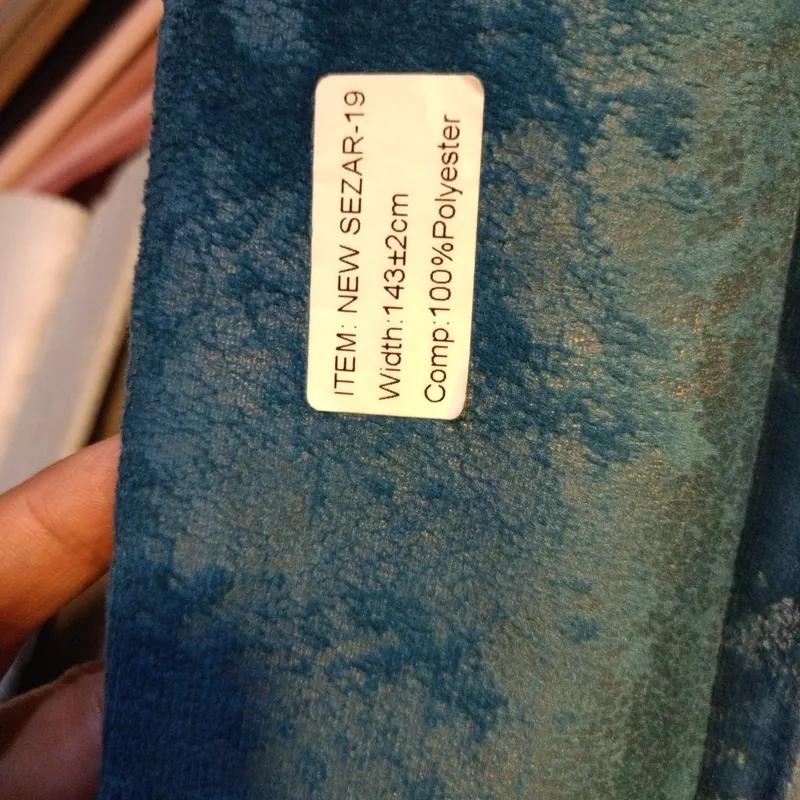 ITEM: NEW SEZAR-19
Width:143±2cm
Comp:100%Polyester